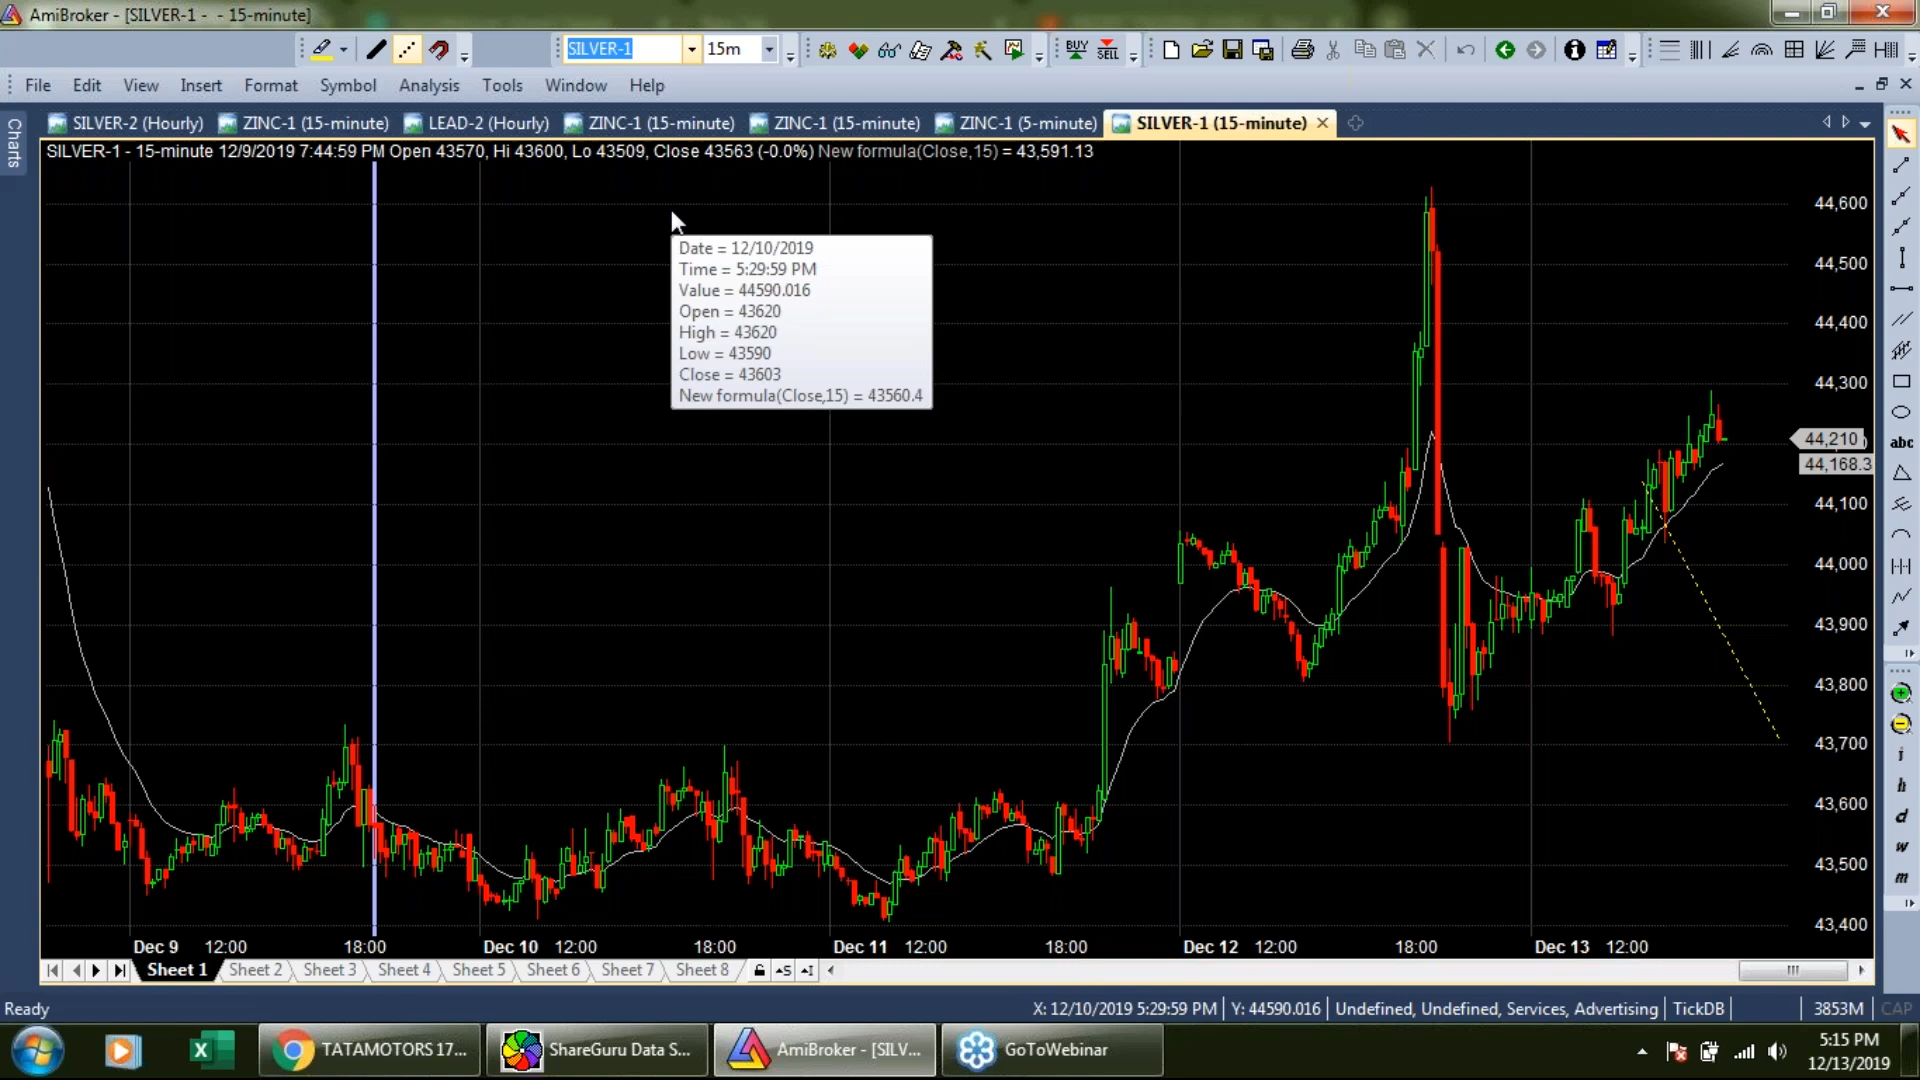 AmiBroker - [SILVER-1 -  - 15-minute]
SILVER-1
15m
BUY
SELL
File Edit View Insert Format Symbol Analysis Tools Window Help
Charts
SILVER-2 (Hourly) ZINC-1 (15-minute) LEAD-2 (Hourly) ZINC-1 (15-minute) ZINC-1 (15-minute) ZINC-1 (5-minute) SILVER-1 (15-minute)
SILVER-1 - 15-minute 12/9/2019 7:44:59 PM Open 43570, Hi 43600, Lo 43509, Close 43563 (-0.0%) New formula(Close,15) = 43,591.13
Date = 12/10/2019
Time = 5:29:59 PM
Value = 44590.016
Open = 43620
High = 43620
Low = 43590
Close = 43603
New formula(Close,15) = 43560.4
44,600
44,500
44,400
44,300
44,210
44,168.3
44,100
44,000
43,900
43,800
43,700
43,600
43,500
43,400
abc
i
h
d
w
m
Dec 9 12:00 18:00 Dec 10 12:00 18:00 Dec 11 12:00 18:00 Dec 12 12:00 18:00 Dec 13 12:00
Sheet 1 Sheet 2 Sheet 3 Sheet 4 Sheet 5 Sheet 6 Sheet 7 Sheet 8
Ready
X: 12/10/2019 5:29:59 PM Y: 44590.016 Undefined, Undefined, Services, Advertising TickDB 3853M CAP
TATAMOTORS 17... ShareGuru Data S... AmiBroker - [SILV... GoToWebinar
5:15 PM
12/13/2019